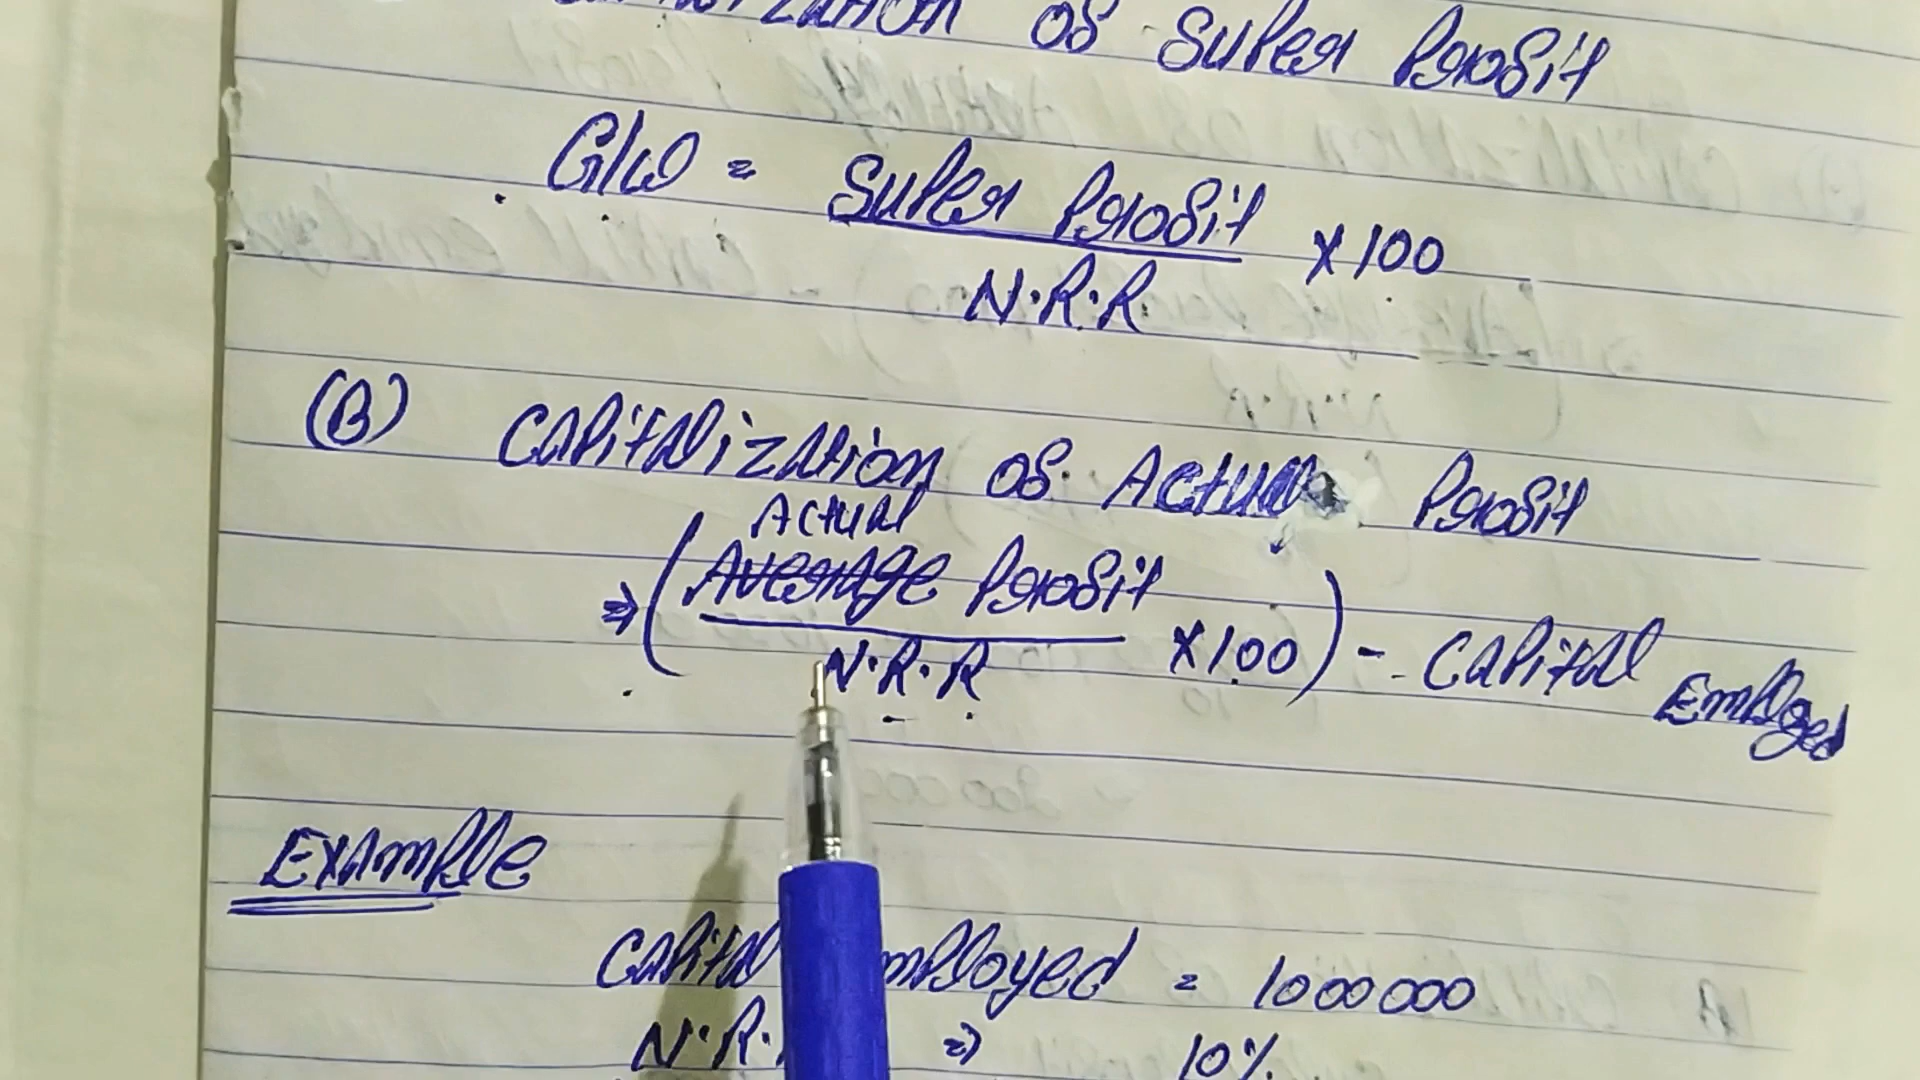 of Super Profit
G/W = Super Profit × 100
N.R.R.
(B) Capitalization of Actual Profit
Actual
⇒ ( Average Profit × 100 ) - Capital Employed
N.R.R
Example
Capital Employed = 1000000
N.R. ⇒ 10%